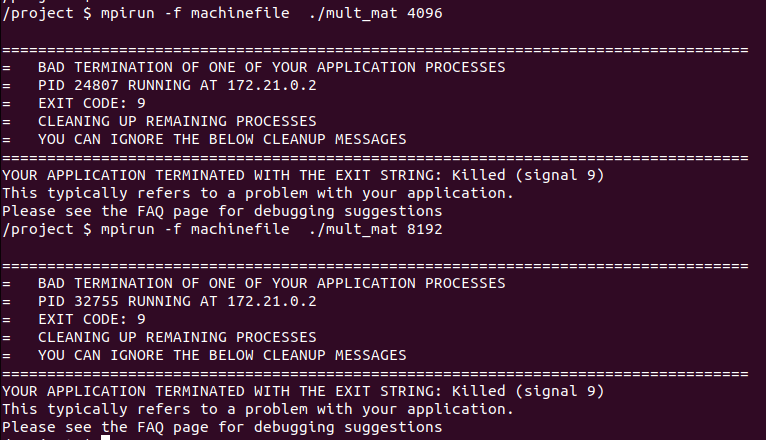 /project $ mpirun -f machinefile  ./mult_mat 4096
===================================================================================
=   BAD TERMINATION OF ONE OF YOUR APPLICATION PROCESSES
=   PID 24807 RUNNING AT 172.21.0.2
=   EXIT CODE: 9
=   CLEANING UP REMAINING PROCESSES
=   YOU CAN IGNORE THE BELOW CLEANUP MESSAGES
===================================================================================
YOUR APPLICATION TERMINATED WITH THE EXIT STRING: Killed (signal 9)
This typically refers to a problem with your application.
Please see the FAQ page for debugging suggestions
/project $ mpirun -f machinefile  ./mult_mat 8192
===================================================================================
=   BAD TERMINATION OF ONE OF YOUR APPLICATION PROCESSES
=   PID 32755 RUNNING AT 172.21.0.2
=   EXIT CODE: 9
=   CLEANING UP REMAINING PROCESSES
=   YOU CAN IGNORE THE BELOW CLEANUP MESSAGES
===================================================================================
YOUR APPLICATION TERMINATED WITH THE EXIT STRING: Killed (signal 9)
This typically refers to a problem with your application.
Please see the FAQ page for debugging suggestions